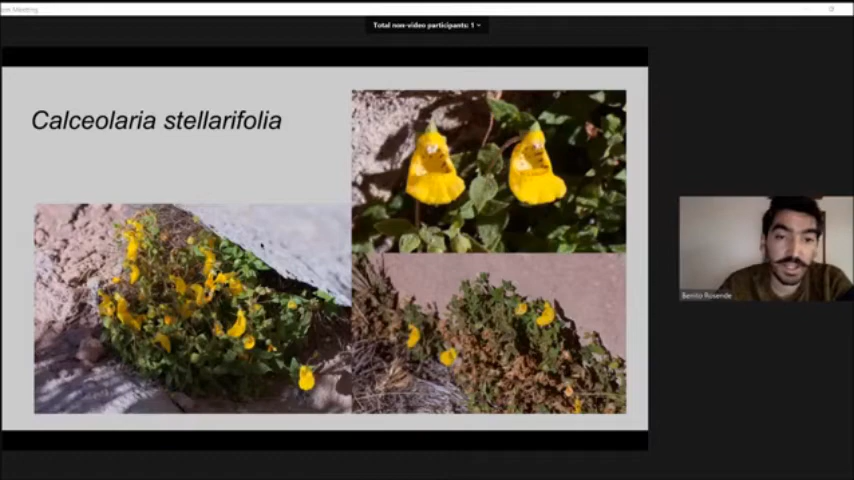 Total non-video participants: 1
Calceolaria stellarifolia
Benito Rosende